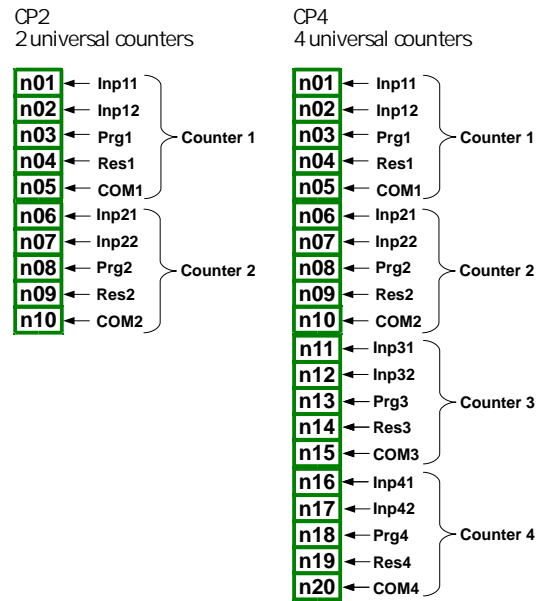 CP2
2 universal counters
n01 Inp11
n02 Inp12
n03 Prg1
n04 Res1
n05 COM1
Counter 1
n06 Inp21
n07 Inp22
n08 Prg2
n09 Res2
n10 COM2
Counter 2
CP4
4 universal counters
n01 Inp11
n02 Inp12
n03 Prg1
n04 Res1
n05 COM1
Counter 1
n06 Inp21
n07 Inp22
n08 Prg2
n09 Res2
n10 COM2
Counter 2
n11 Inp31
n12 Inp32
n13 Prg3
n14 Res3
n15 COM3
Counter 3
n16 Inp41
n17 Inp42
n18 Prg4
n19 Res4
n20 COM4
Counter 4